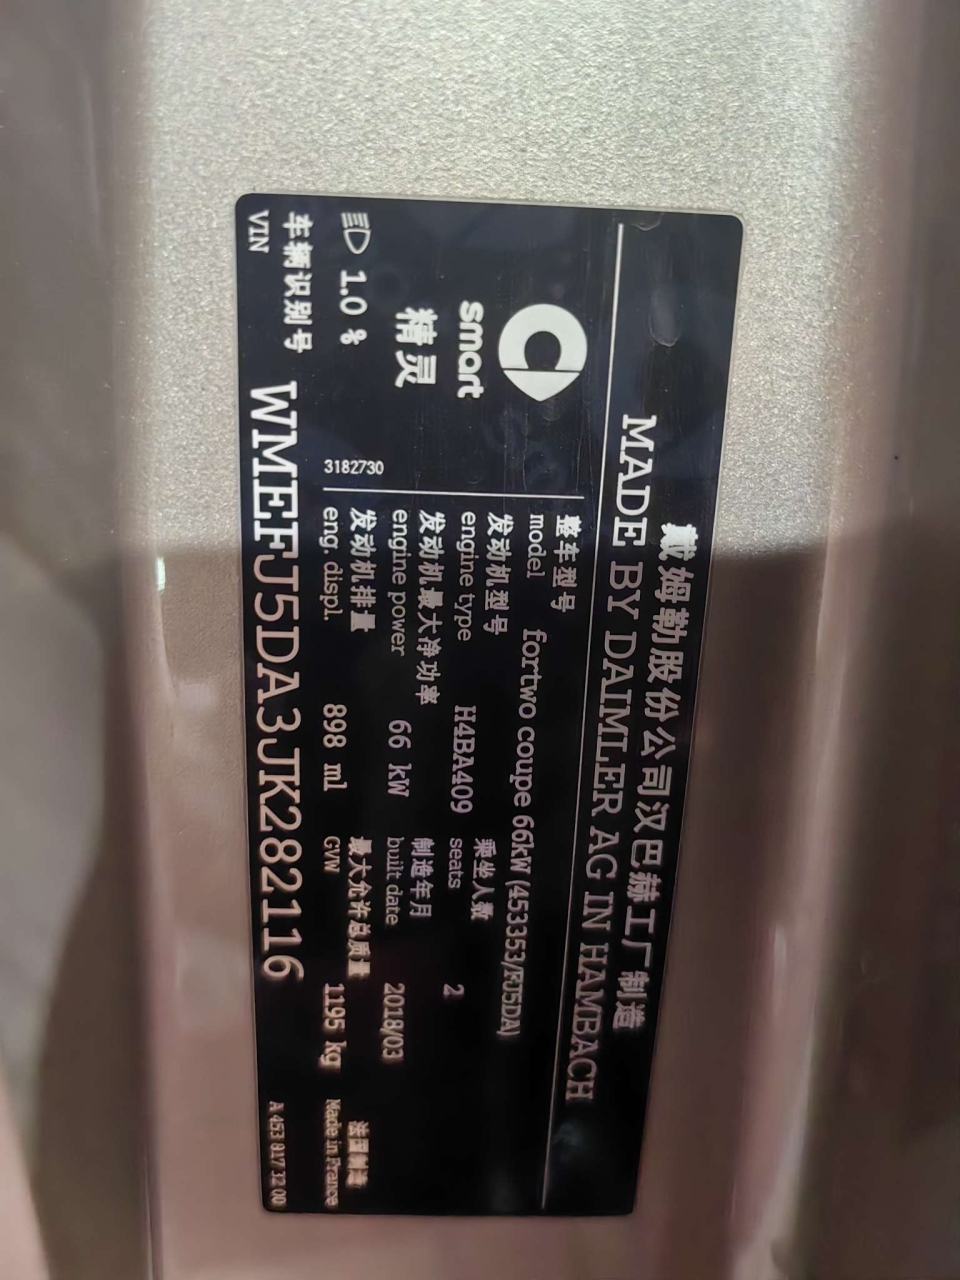 戴姆勒股份公司汉巴赫工厂制造
MADE BY DAIMLER AG IN HAMBACH
smart
精灵
1.0 %
3182730
整车型号
model fortwo coupe 66kW (453353/FJ5DA)
发动机型号 乘坐人数
engine type H4BA409 seats 2
发动机最大净功率 制造年月
engine power 66 kW built date 2018/03
发动机排量 最大允许总质量 法国制造
eng. displ. 898 ml GVW 1195 kg Made in France
车辆识别号
VIN WMEFJ5DA3JK282116
A 453 817 32 00